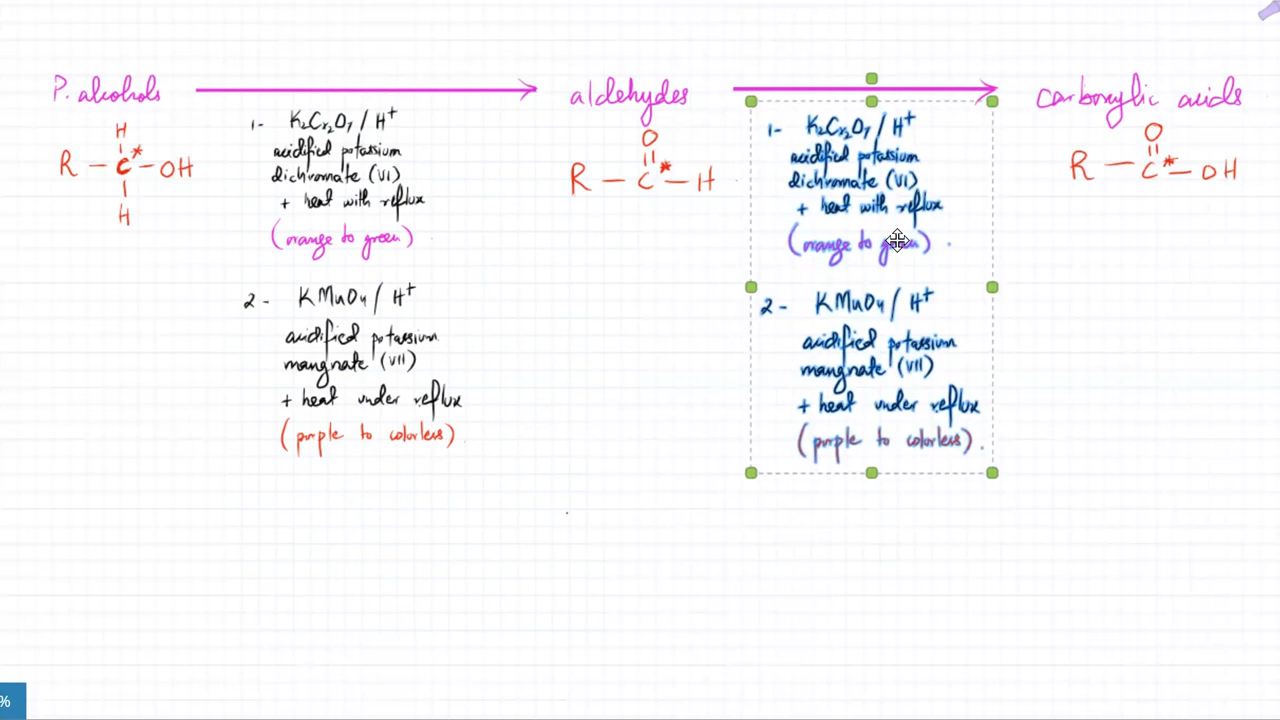 P. alcohols
H
R - C* - OH
H
1- K2Cr2O7 / H+
acidified potassium
dichromate (VI)
+ heat with reflux
(orange to green)
2- KMnO4 / H+
acidified potassium
mangnate (VII)
+ heat under reflux
(purple to colorless)
aldehydes
O
R - C* - H
1- K2Cr2O7 / H+
acidified potassium
dichromate (VI)
+ heat with reflux
(orange to green)
2- KMnO4 / H+
acidified potassium
mangnate (VII)
+ heat under reflux
(purple to colorless)
carboxylic acids
O
R - C* - OH
%